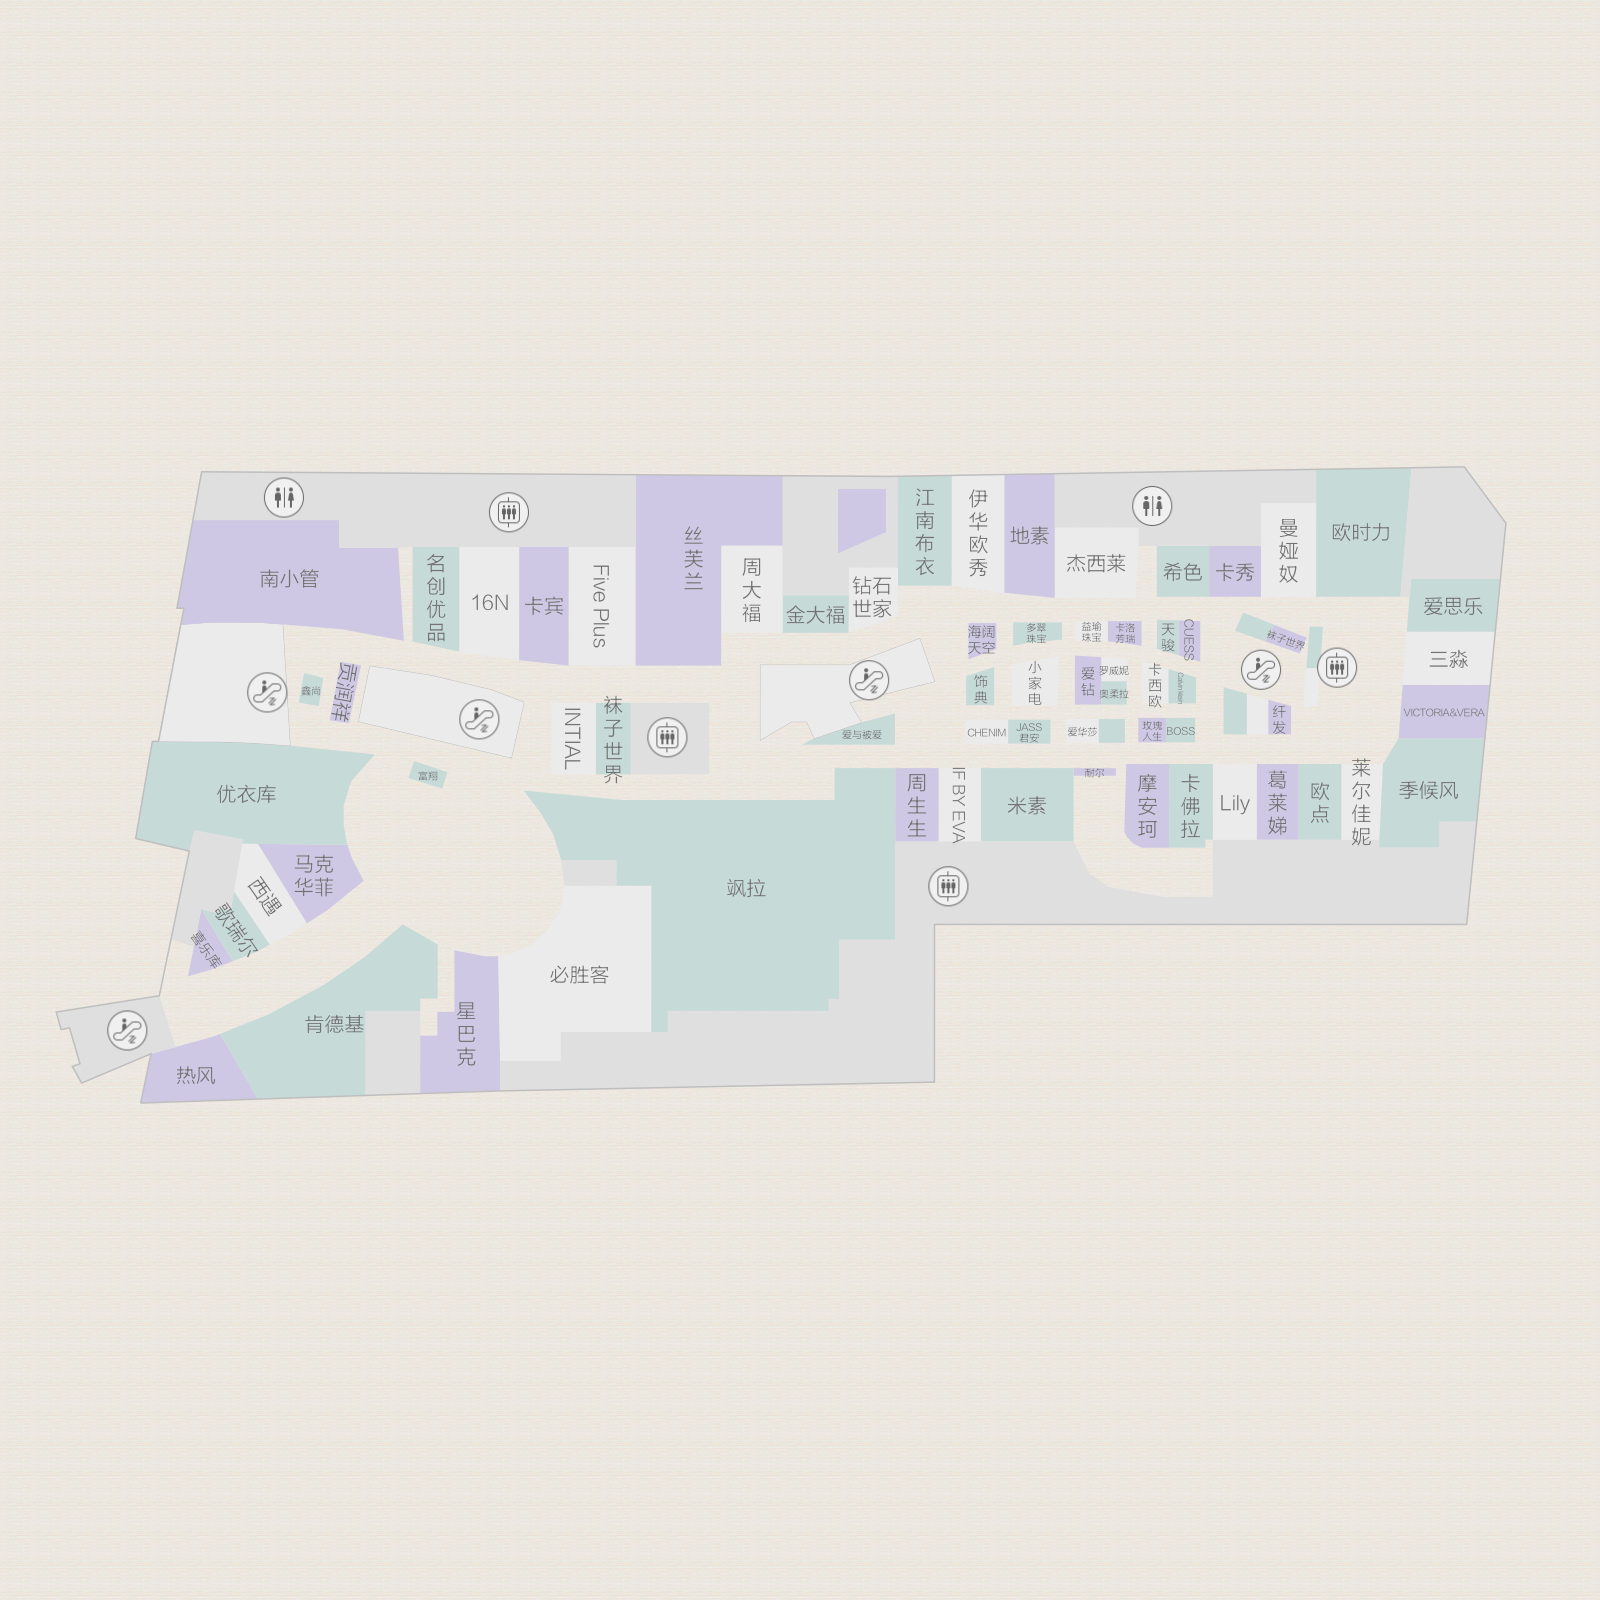 南小管
名创优品
16N
卡宾
Five Plus
丝芙兰
周大福
金大福
钻石
世家
江南布衣
伊华欧秀
地素
杰西莱
希色
卡秀
曼娅奴
欧时力
爱思乐
三淼
VICTORIA&VERA
季候风
海阔
天空
多翠
珠宝
益瑜
珠宝
卡洛
芳瑞
天骏
CUESS
袜子世界
饰典
小家电
爱钻
罗威妮
奥柔拉
卡西欧
纤发
CHENIM
JASS
君安
爱华莎
玫瑰
人生
BOSS
鑫尚
贡润祥
富翔
INTIAL
袜子世界
爱与被爱
优衣库
马克
华菲
西遇
歌瑞尔
喜乐库
肯德基
热风
星巴克
必胜客
飒拉
周生生
IF BY EVA
米素
耐尔
摩安珂
卡佛拉
Lily
葛莱娣
欧点
莱尔佳妮